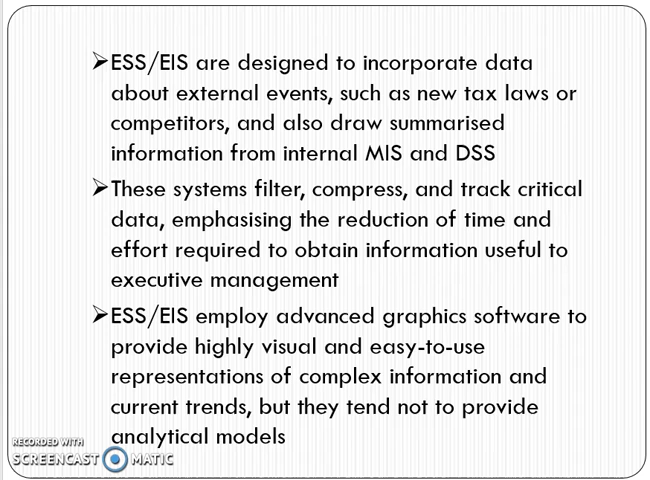 ➢ESS/EIS are designed to incorporate data
about external events, such as new tax laws or
competitors, and also draw summarised
information from internal MIS and DSS
➢These systems filter, compress, and track critical
data, emphasising the reduction of time and
effort required to obtain information useful to
executive management
➢ESS/EIS employ advanced graphics software to
provide highly visual and easy-to-use
representations of complex information and
current trends, but they tend not to provide
analytical models
RECORDED WITH
SCREENCAST MATIC